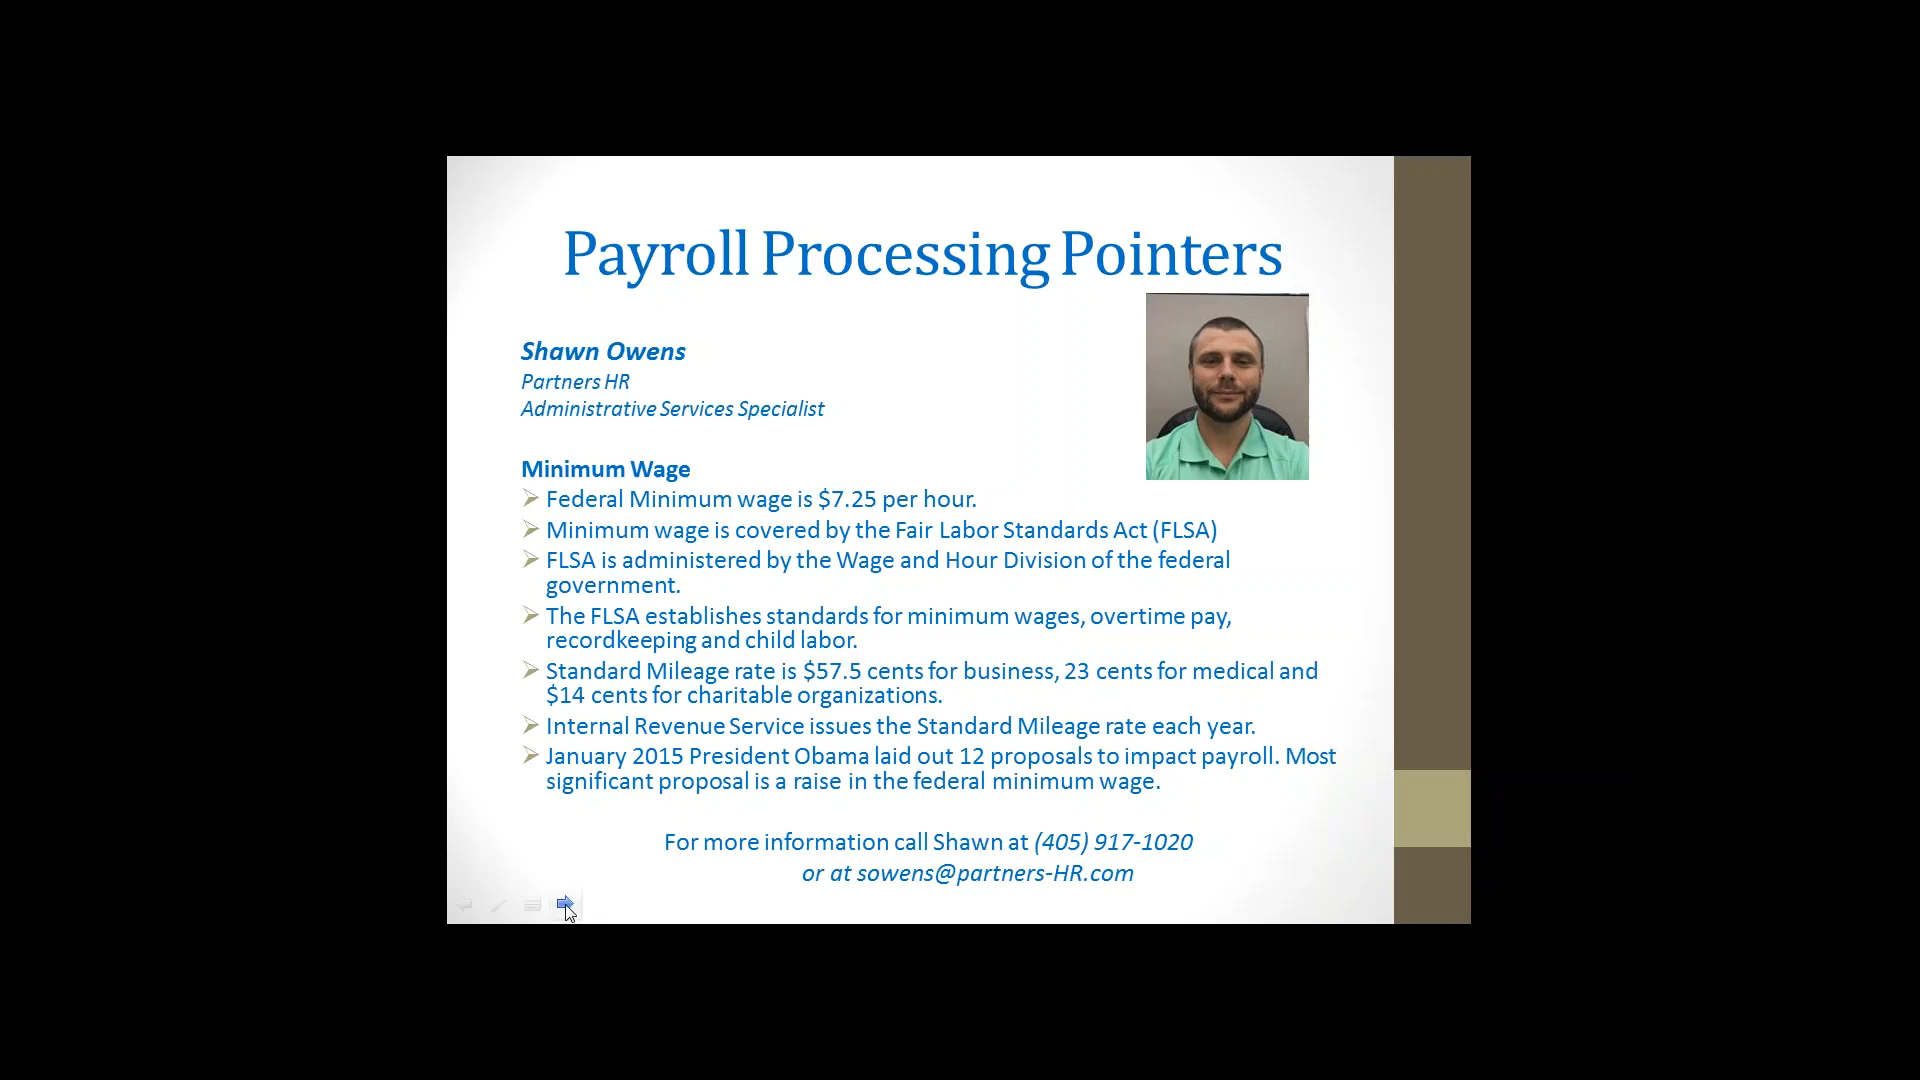 Payroll Processing Pointers
Shawn Owens
Partners HR
Administrative Services Specialist
Minimum Wage
Federal Minimum wage is $7.25 per hour.
Minimum wage is covered by the Fair Labor Standards Act (FLSA)
FLSA is administered by the Wage and Hour Division of the federal
government.
The FLSA establishes standards for minimum wages, overtime pay,
recordkeeping and child labor.
Standard Mileage rate is $57.5 cents for business, 23 cents for medical and
$14 cents for charitable organizations.
Internal Revenue Service issues the Standard Mileage rate each year.
January 2015 President Obama laid out 12 proposals to impact payroll. Most
significant proposal is a raise in the federal minimum wage.
For more information call Shawn at (405) 917-1020
or at sowens@partners-HR.com